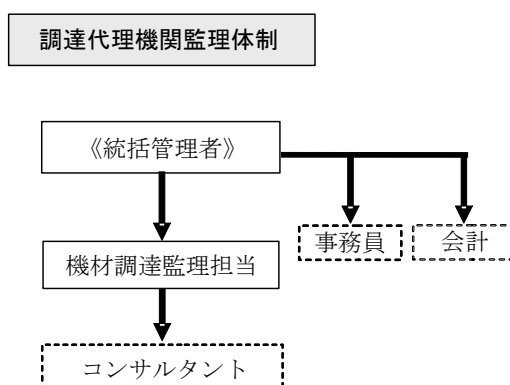 調達代理機関監理体制
《統括管理者》
事務員
会計
機材調達監理担当
コンサルタント